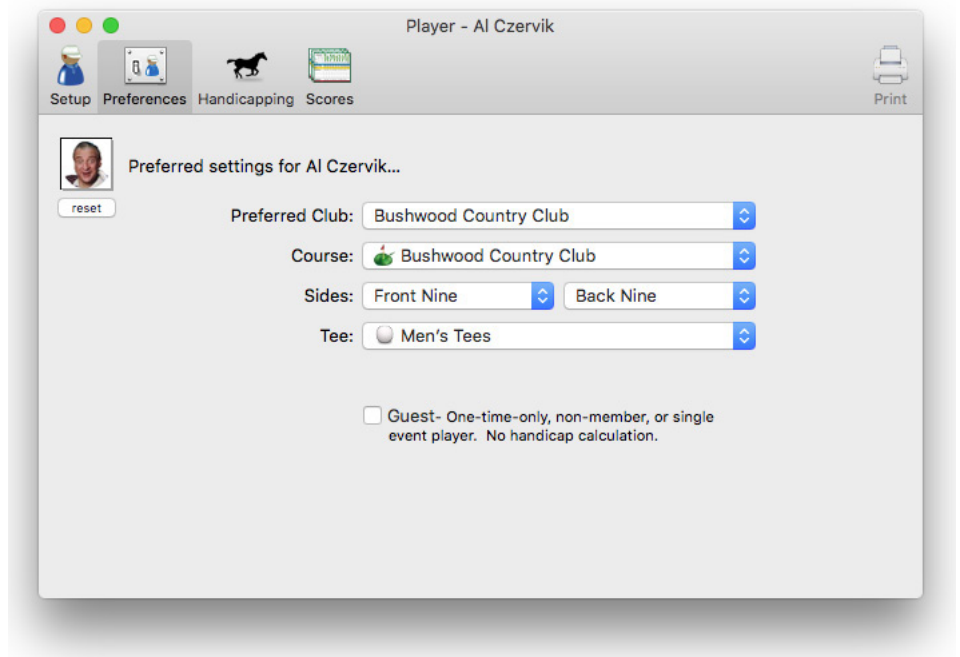 Player - Al Czervik
Setup Preferences Handicapping Scores Print
Preferred settings for Al Czervik...
reset
Preferred Club: Bushwood Country Club
Course: Bushwood Country Club
Sides: Front Nine Back Nine
Tee: Men's Tees
Guest- One-time-only, non-member, or single
event player. No handicap calculation.